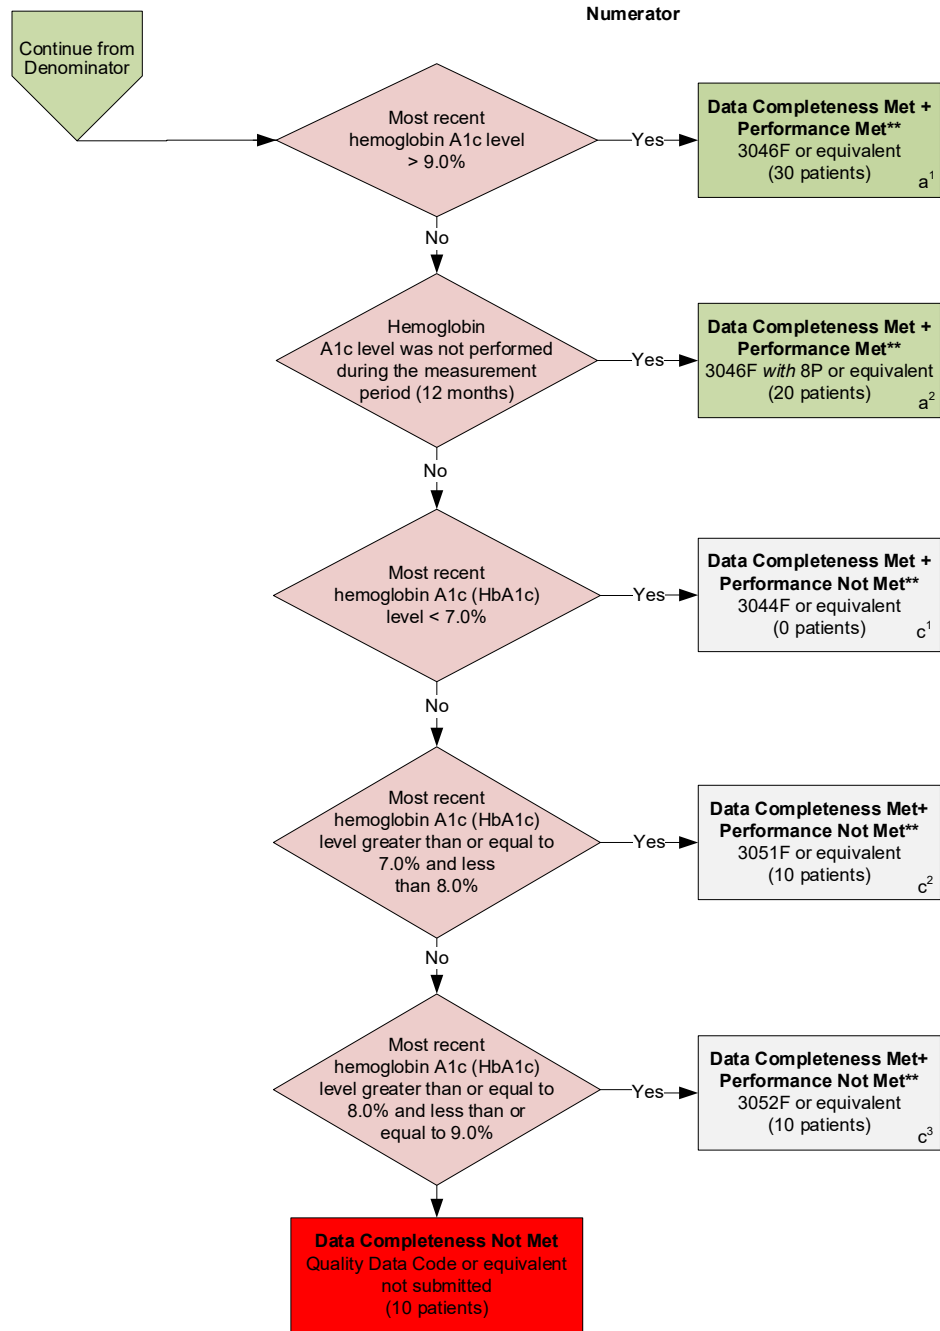 Numerator
Continue from
Denominator
Most recent
hemoglobin A1c level
> 9.0%
Yes
Data Completeness Met +
Performance Met**
3046F or equivalent
(30 patients)
a¹
No
Hemoglobin
A1c level was not performed
during the measurement
period (12 months)
Yes
Data Completeness Met +
Performance Met**
3046F with 8P or equivalent
(20 patients)
a²
No
Most recent
hemoglobin A1c (HbA1c)
level < 7.0%
Yes
Data Completeness Met +
Performance Not Met**
3044F or equivalent
(0 patients)
c¹
No
Most recent
hemoglobin A1c (HbA1c)
level greater than or equal to
7.0% and less
than 8.0%
Yes
Data Completeness Met+
Performance Not Met**
3051F or equivalent
(10 patients)
c²
No
Most recent
hemoglobin A1c (HbA1c)
level greater than or equal to
8.0% and less than or
equal to 9.0%
Yes
Data Completeness Met+
Performance Not Met**
3052F or equivalent
(10 patients)
c³
Data Completeness Not Met
Quality Data Code or equivalent
not submitted
(10 patients)